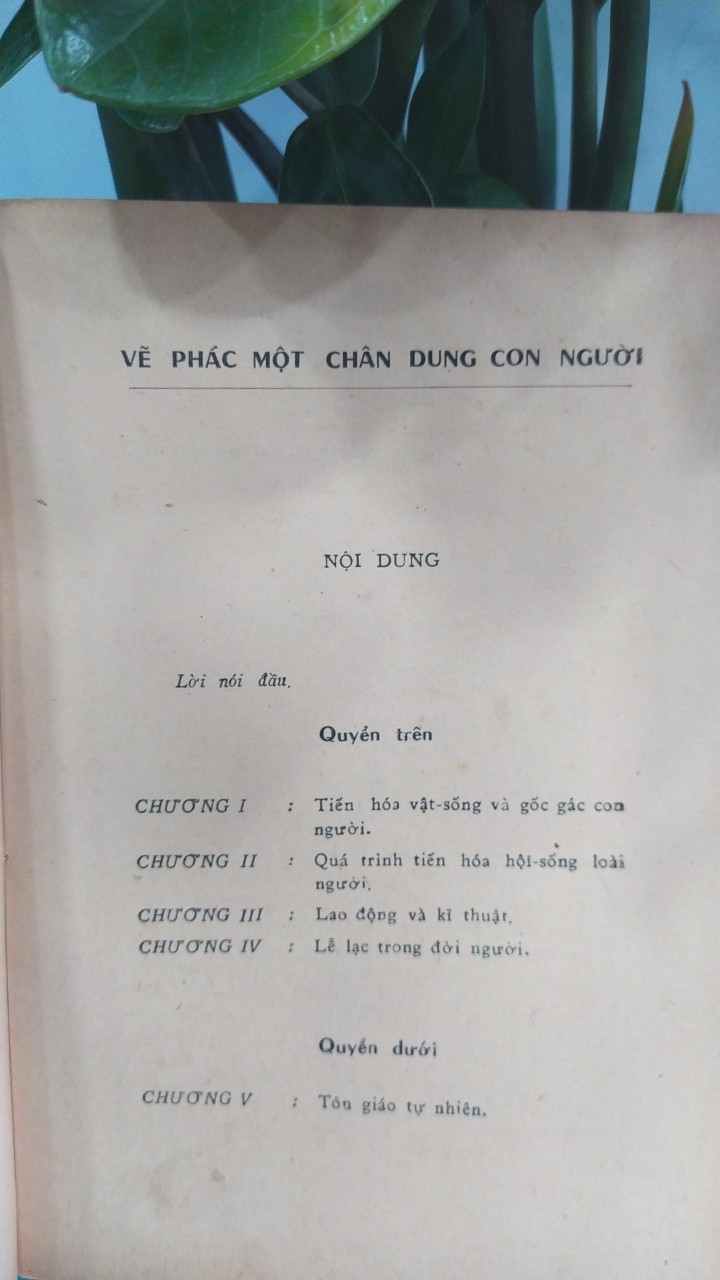 VẼ PHÁC MỘT CHÂN DUNG CON NGƯỜI
NỘI DUNG
Lời nói đầu.
Quyển trên
CHƯƠNG I : Tiến hóa vật-sống và gốc gác con
người.
CHƯƠNG II : Quá trình tiến hóa hội-sống loài
người.
CHƯƠNG III : Lao động và kĩ thuật.
CHƯƠNG IV : Lễ lạc trong đời người.
Quyển dưới
CHƯƠNG V : Tôn giáo tự nhiên.